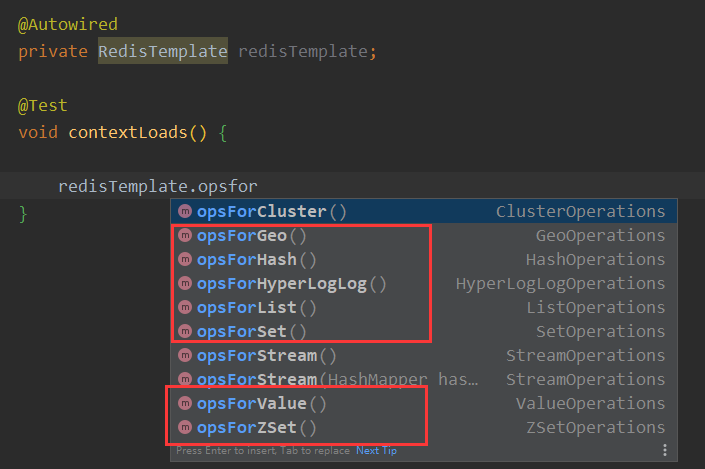 @Autowired
private RedisTemplate redisTemplate;
@Test
void contextLoads() {
redisTemplate.opsfor
}
opsForCluster() ClusterOperations
opsForGeo() GeoOperations
opsForHash() HashOperations
opsForHyperLogLog() HyperLogLogOperations
opsForList() ListOperations
opsForSet() SetOperations
opsForStream() StreamOperations
opsForStream(HashMapper has… StreamOperations
opsForValue() ValueOperations
opsForZSet() ZSetOperations
Press Enter to insert, Tab to replace Next Tip